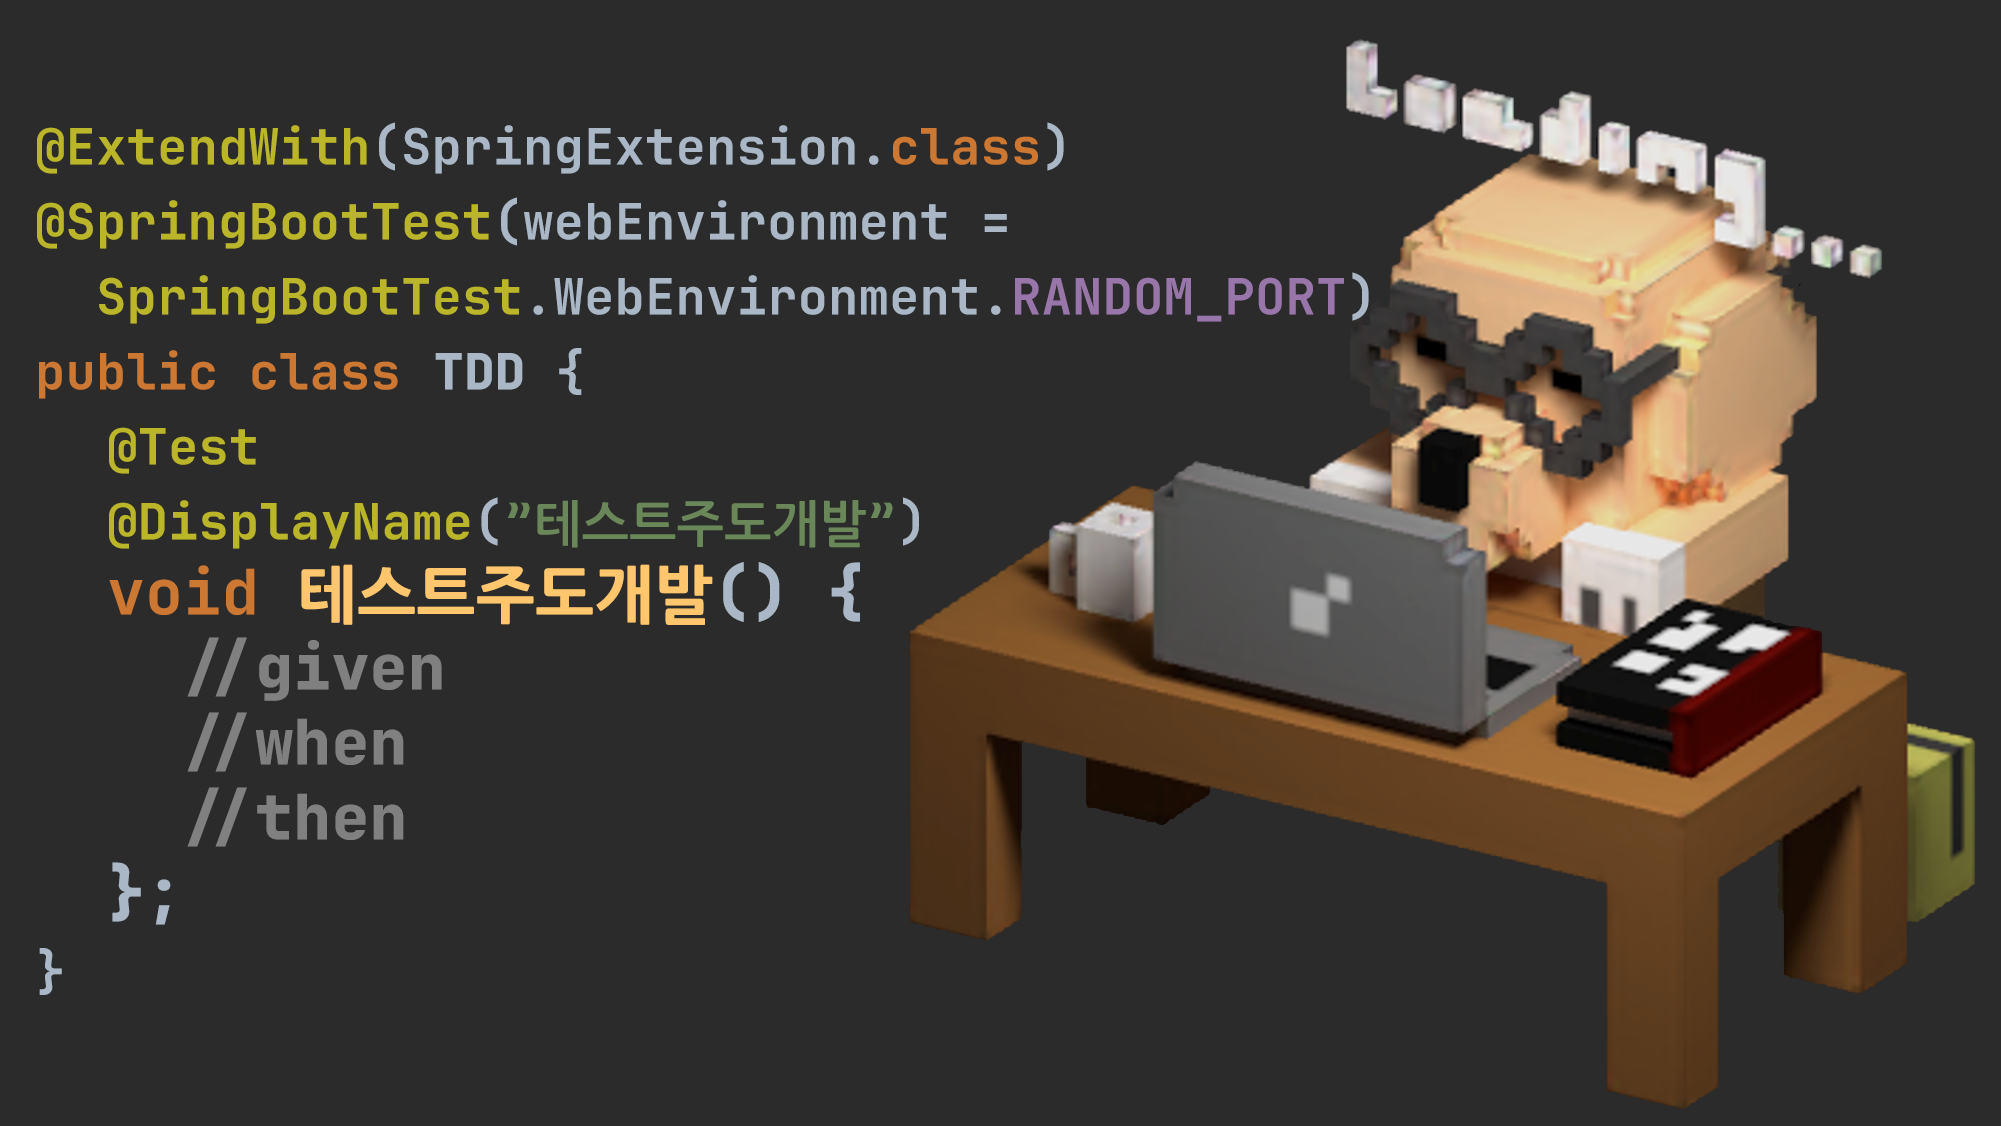 @ExtendWith(SpringExtension.class)
@SpringBootTest(webEnvironment =
SpringBootTest.WebEnvironment.RANDOM_PORT)
public class TDD {
@Test
@DisplayName(”테스트주도개발”)
void 테스트주도개발() {
//given
//when
//then
};
}
Loading...